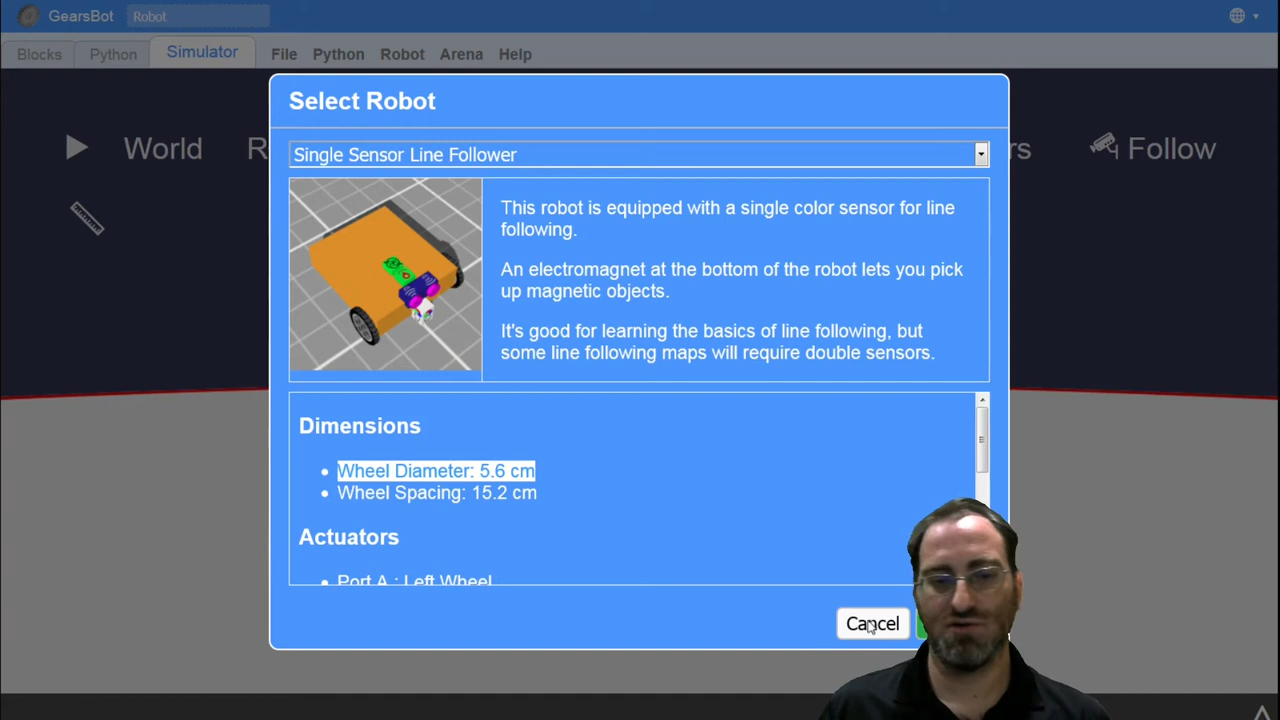 GearsBot
Robot
Blocks
Python
Simulator
File
Python
Robot
Arena
Help
Select Robot
World
R
rs
Follow
Single Sensor Line Follower
This robot is equipped with a single color sensor for line
following.
An electromagnet at the bottom of the robot lets you pick
up magnetic objects.
It's good for learning the basics of line following, but
some line following maps will require double sensors.
Dimensions
• Wheel Diameter: 5.6 cm
• Wheel Spacing: 15.2 cm
Actuators
• Port A : Left Wheel
Cancel